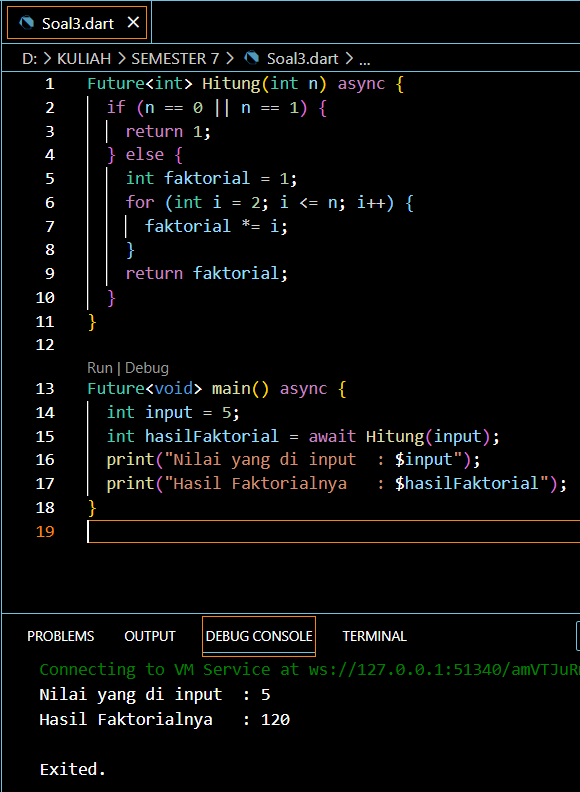 Soal3.dart ✕
D: > KULIAH > SEMESTER 7 > Soal3.dart > ...
1 Future<int> Hitung(int n) async {
2   if (n == 0 || n == 1) {
3     return 1;
4   } else {
5     int faktorial = 1;
6     for (int i = 2; i <= n; i++) {
7       faktorial *= i;
8     }
9     return faktorial;
10   }
11 }
12
Run | Debug
13 Future<void> main() async {
14   int input = 5;
15   int hasilFaktorial = await Hitung(input);
16   print("Nilai yang di input  : $input");
17   print("Hasil Faktorialnya   : $hasilFaktorial");
18 }
19
PROBLEMS OUTPUT DEBUG CONSOLE TERMINAL
Connecting to VM Service at ws://127.0.0.1:51340/amVTJuR
Nilai yang di input  : 5
Hasil Faktorialnya   : 120
Exited.